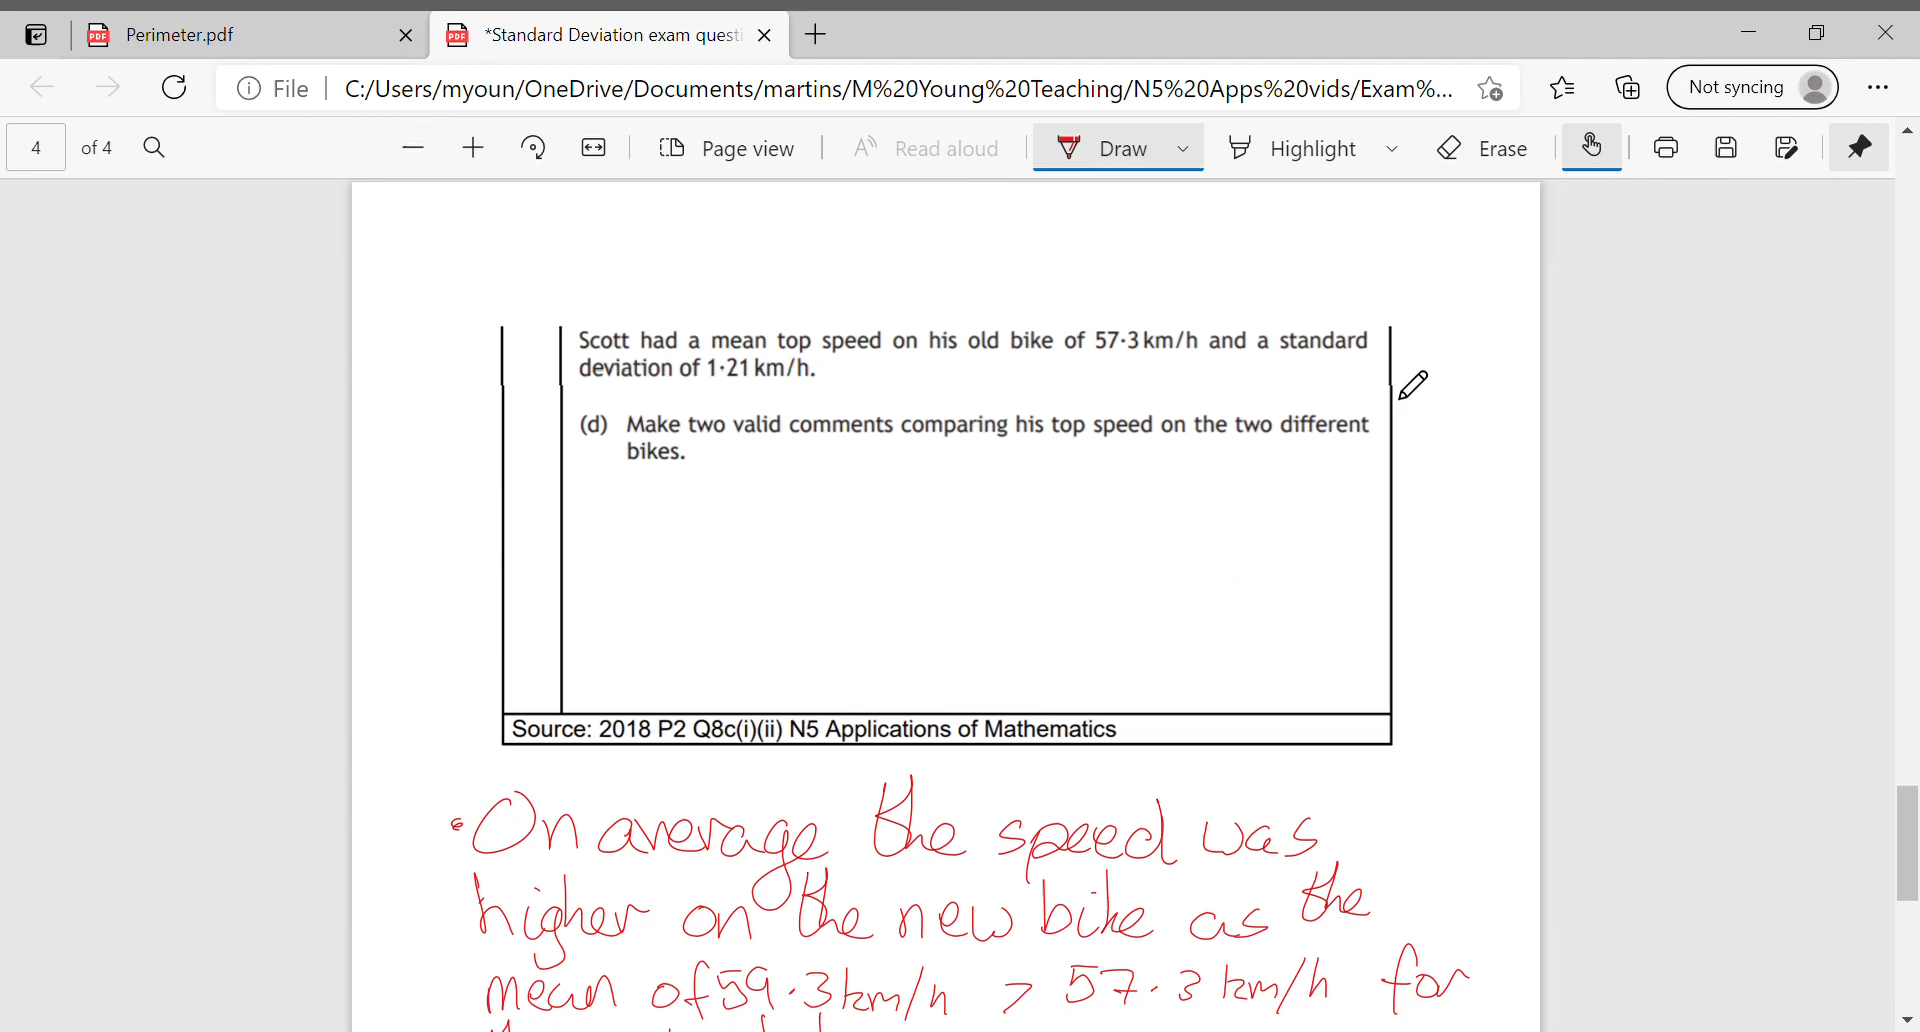 Perimeter.pdf
*Standard Deviation exam questi
File
C:/Users/myoun/OneDrive/Documents/martins/M%20Young%20Teaching/N5%20Apps%20vids/Exam%...
Not syncing
4 of 4
Page view
Read aloud
Draw
Highlight
Erase
Scott had a mean top speed on his old bike of 57·3 km/h and a standard
deviation of 1·21 km/h.
(d) Make two valid comments comparing his top speed on the two different
bikes.
Source: 2018 P2 Q8c(i)(ii) N5 Applications of Mathematics
• On average the speed was
higher on the new bike as the
mean of 59.3km/h > 57.3 km/h for